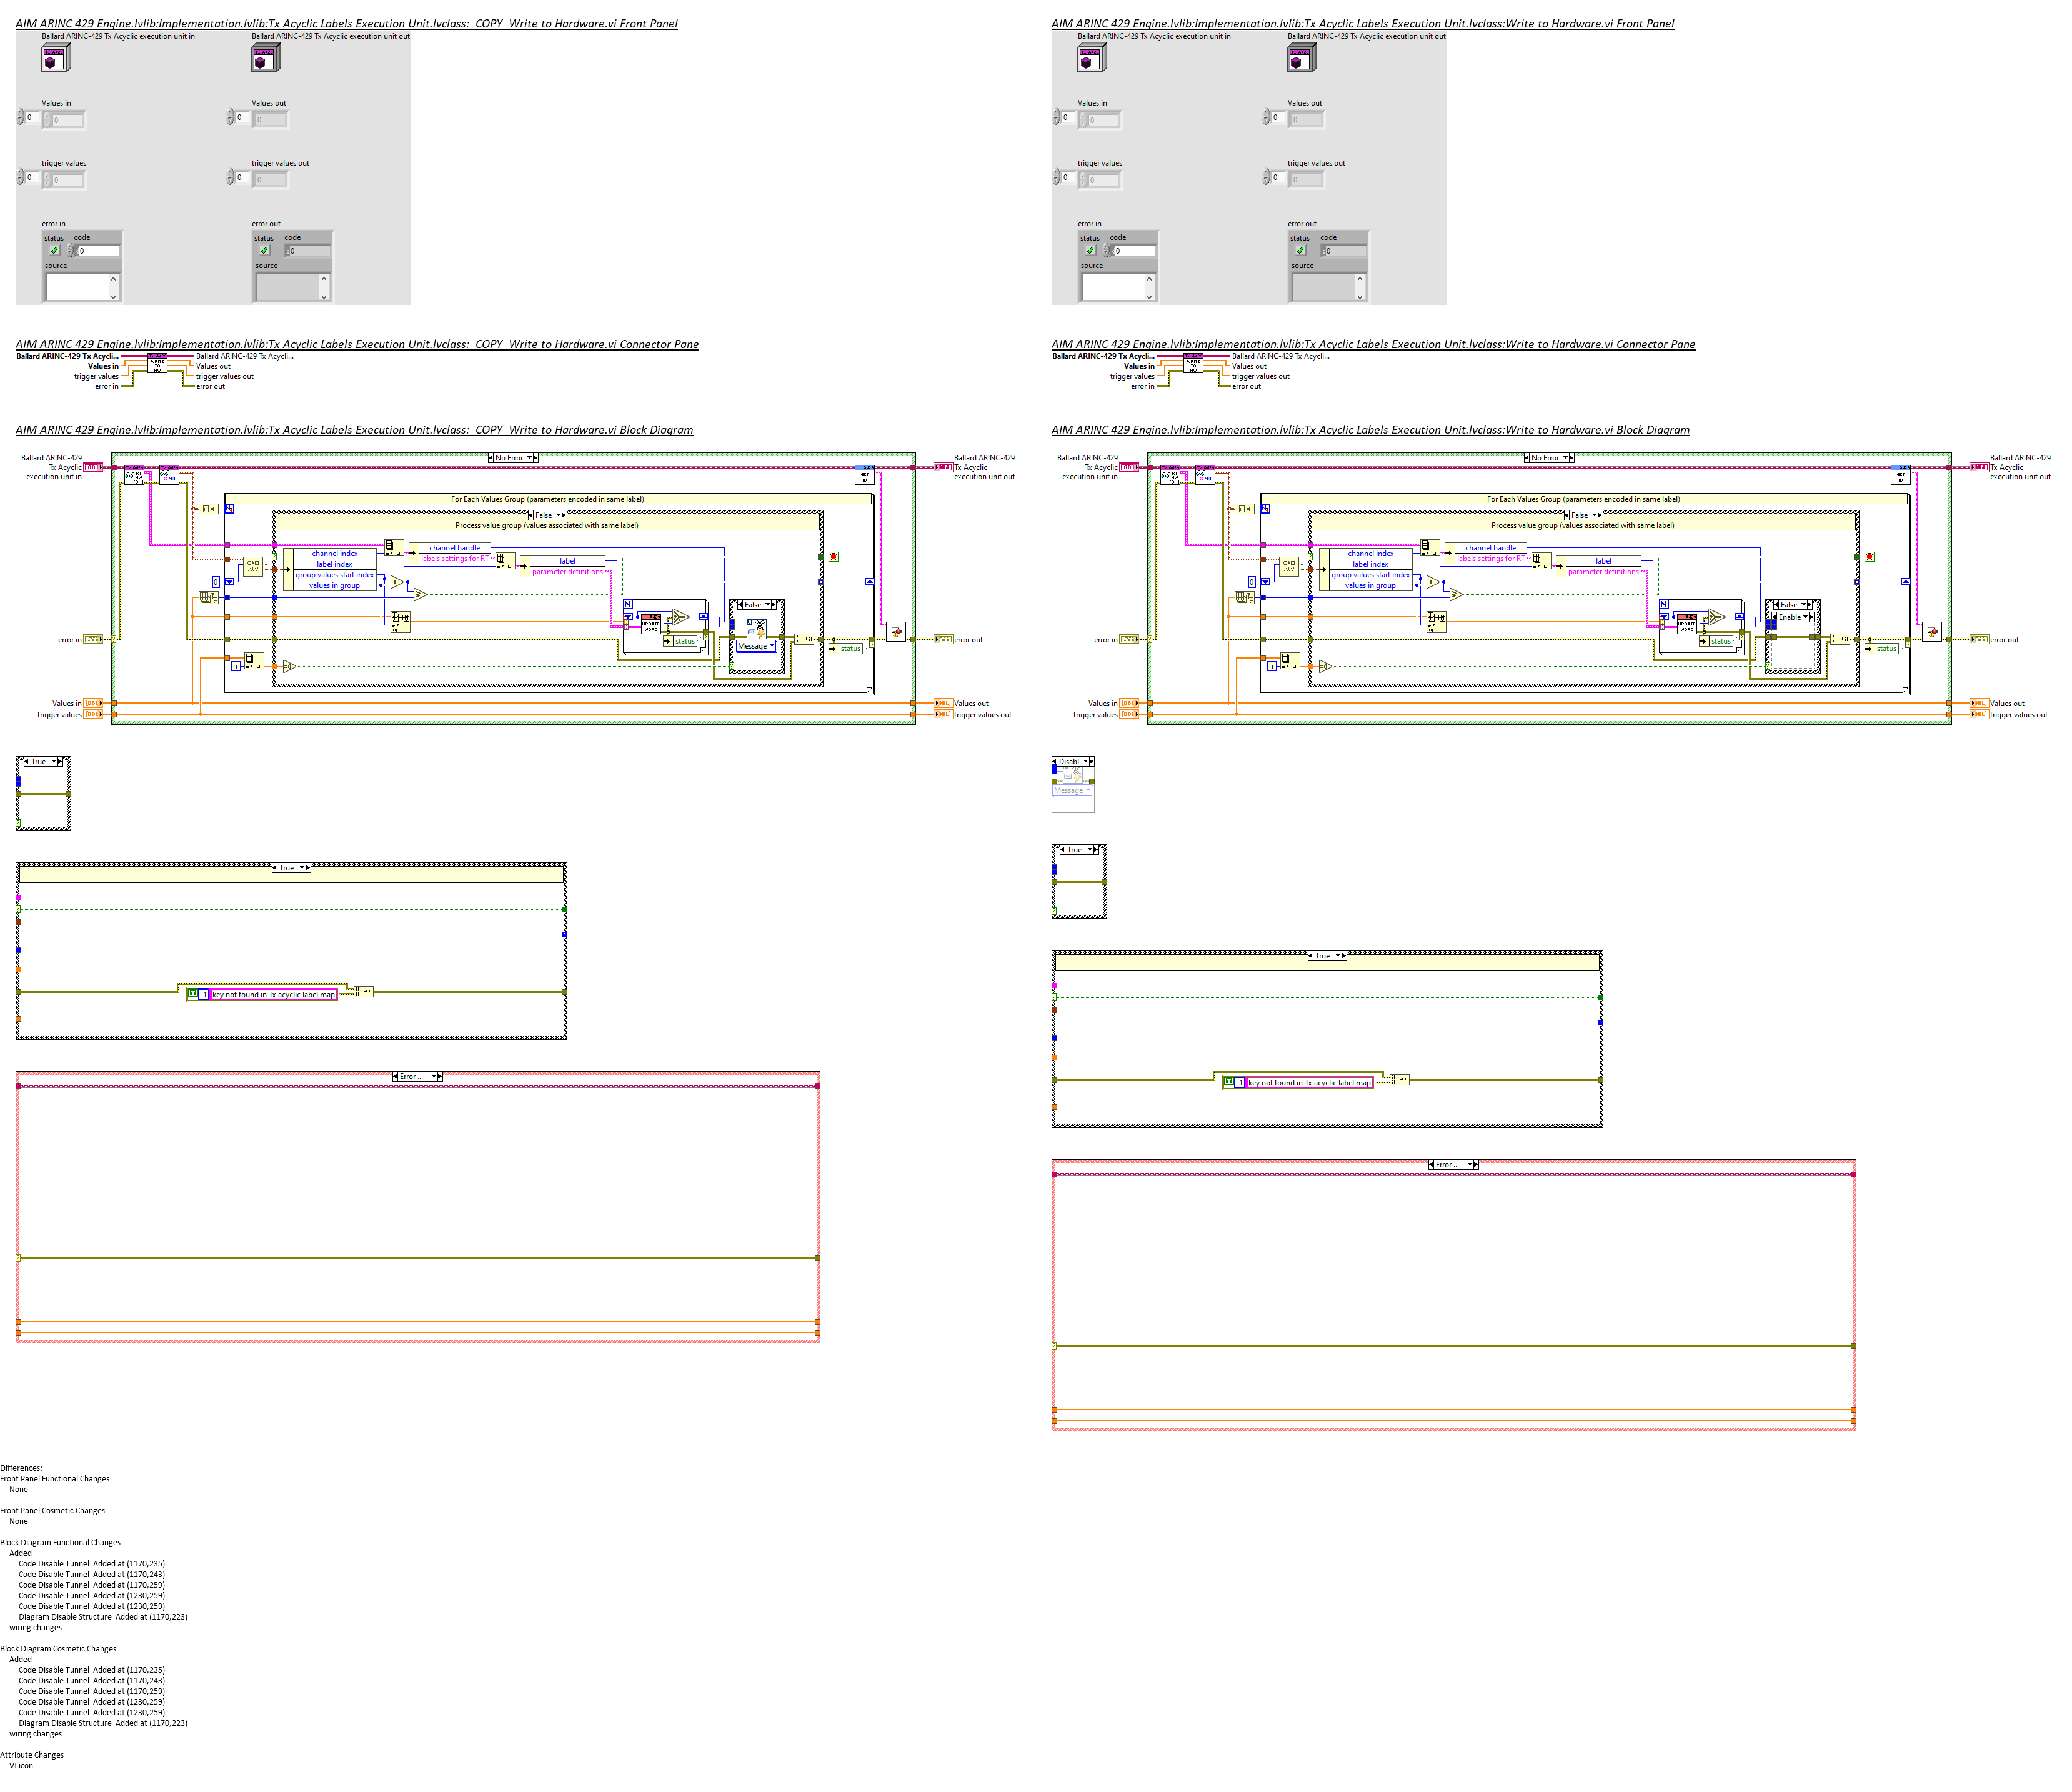 AIM ARINC 429 Engine.lvlib:Implementation.lvlib:Tx Acyclic Labels Execution Unit.lvclass:_COPY_Write to Hardware.vi Front Panel
Ballard ARINC-429 Tx Acyclic execution unit in
Ballard ARINC-429 Tx Acyclic execution unit out
Values in
Values out
0
0
0
0
trigger values
trigger values out
0
0
0
0
error in
error out
status code
status code
0
0
source
source
AIM ARINC 429 Engine.lvlib:Implementation.lvlib:Tx Acyclic Labels Execution Unit.lvclass:_COPY_Write to Hardware.vi Connector Pane
Ballard ARINC-429 Tx Acycli...
Ballard ARINC-429 Tx Acycli...
Values in
Values out
trigger values
trigger values out
error in
error out
WRITE
TO
HW
AIM ARINC 429 Engine.lvlib:Implementation.lvlib:Tx Acyclic Labels Execution Unit.lvclass:_COPY_Write to Hardware.vi Block Diagram
Ballard ARINC-429
Tx Acyclic
execution unit in
No Error
Ballard ARINC-429
Tx Acyclic
execution unit out
OBJ
OBJ
GET
ID
For Each Values Group (parameters encoded in same label)
False
Process value group (values associated with same label)
channel index
label index
group values start index
values in group
channel handle
labels settings for RT
label
parameter definitions
0
N
UPDATE
WORD
status
False
Message
status
error in
error out
i
Values in
Values out
trigger values
trigger values out
True
True
-1 key not found in Tx acyclic label map
Error ..
AIM ARINC 429 Engine.lvlib:Implementation.lvlib:Tx Acyclic Labels Execution Unit.lvclass:Write to Hardware.vi Front Panel
Ballard ARINC-429 Tx Acyclic execution unit in
Ballard ARINC-429 Tx Acyclic execution unit out
Values in
Values out
0
0
0
0
trigger values
trigger values out
0
0
0
0
error in
error out
status code
status code
0
0
source
source
AIM ARINC 429 Engine.lvlib:Implementation.lvlib:Tx Acyclic Labels Execution Unit.lvclass:Write to Hardware.vi Connector Pane
Ballard ARINC-429 Tx Acycli...
Ballard ARINC-429 Tx Acycli...
Values in
Values out
trigger values
trigger values out
error in
error out
WRITE
TO
HW
AIM ARINC 429 Engine.lvlib:Implementation.lvlib:Tx Acyclic Labels Execution Unit.lvclass:Write to Hardware.vi Block Diagram
Ballard ARINC-429
Tx Acyclic
execution unit in
No Error
Ballard ARINC-429
Tx Acyclic
execution unit out
OBJ
OBJ
GET
ID
For Each Values Group (parameters encoded in same label)
False
Process value group (values associated with same label)
channel index
label index
group values start index
values in group
channel handle
labels settings for RT
label
parameter definitions
0
N
UPDATE
WORD
status
False
Enable
status
error in
error out
i
Values in
Values out
trigger values
trigger values out
Disabl
Message
True
True
-1 key not found in Tx acyclic label map
Error ..
Differences:
Front Panel Functional Changes
None
Front Panel Cosmetic Changes
None
Block Diagram Functional Changes
Added
Code Disable Tunnel Added at (1170,235)
Code Disable Tunnel Added at (1170,243)
Code Disable Tunnel Added at (1170,259)
Code Disable Tunnel Added at (1230,259)
Code Disable Tunnel Added at (1230,259)
Diagram Disable Structure Added at (1170,223)
wiring changes
Block Diagram Cosmetic Changes
Added
Code Disable Tunnel Added at (1170,235)
Code Disable Tunnel Added at (1170,243)
Code Disable Tunnel Added at (1170,259)
Code Disable Tunnel Added at (1230,259)
Code Disable Tunnel Added at (1230,259)
Diagram Disable Structure Added at (1170,223)
wiring changes
Attribute Changes
VI icon